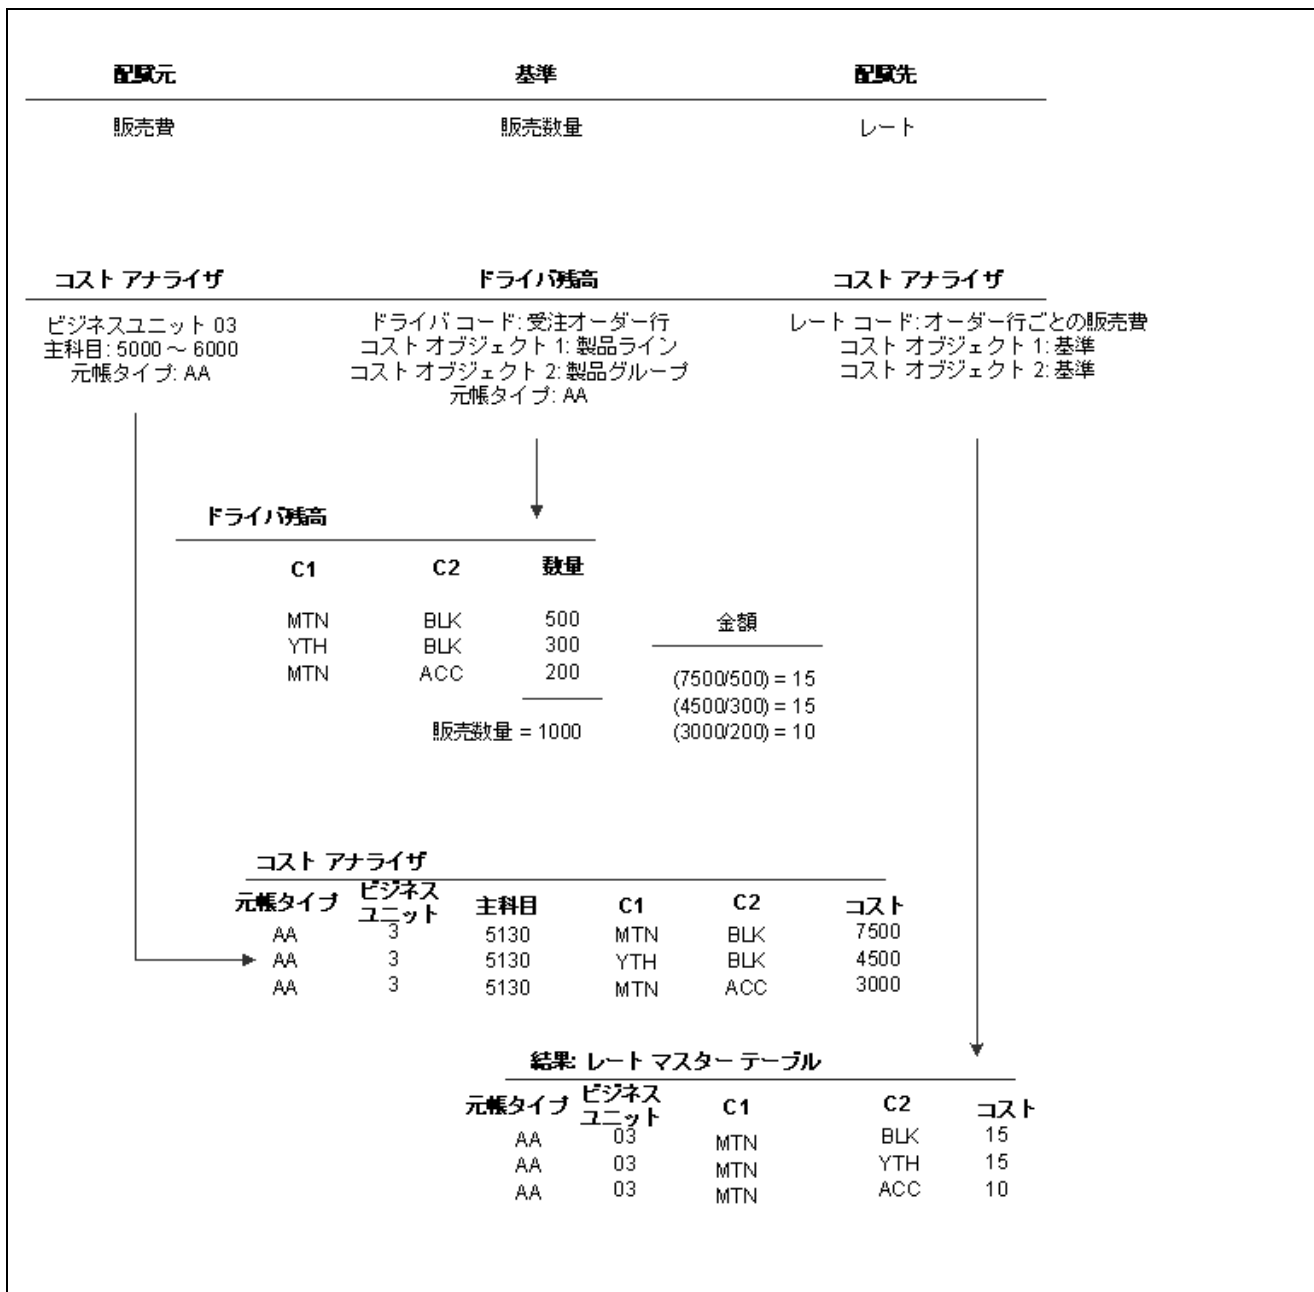 配賦元 基準 配賦先
販売費 販売数量 レート
コスト アナライザ ドライバ残高 コスト アナライザ
ビジネスユニット 03 ドライバ コード: 受注オーダー行 レート コード: オーダー行ごとの販売費
主科目: 5000 ~ 6000 コスト オブジェクト 1: 製品ライン コスト オブジェクト 1: 基準
元帳タイプ: AA コスト オブジェクト 2: 製品グループ コスト オブジェクト 2: 基準
元帳タイプ: AA
ドライバ残高
C1 C2 数量
MTN BLK 500 金額
YTH BLK 300
MTN ACC 200 (7500/500) = 15
(4500/300) = 15
販売数量 = 1000 (3000/200) = 10
コスト アナライザ
元帳タイプ ビジネス
ユニット 主科目 C1 C2 コスト
AA 3 5130 MTN BLK 7500
AA 3 5130 YTH BLK 4500
AA 3 5130 MTN ACC 3000
結果: レート マスター テーブル
元帳タイプ ビジネス
ユニット C1 C2 コスト
AA 03 MTN BLK 15
AA 03 MTN YTH 15
AA 03 MTN ACC 10